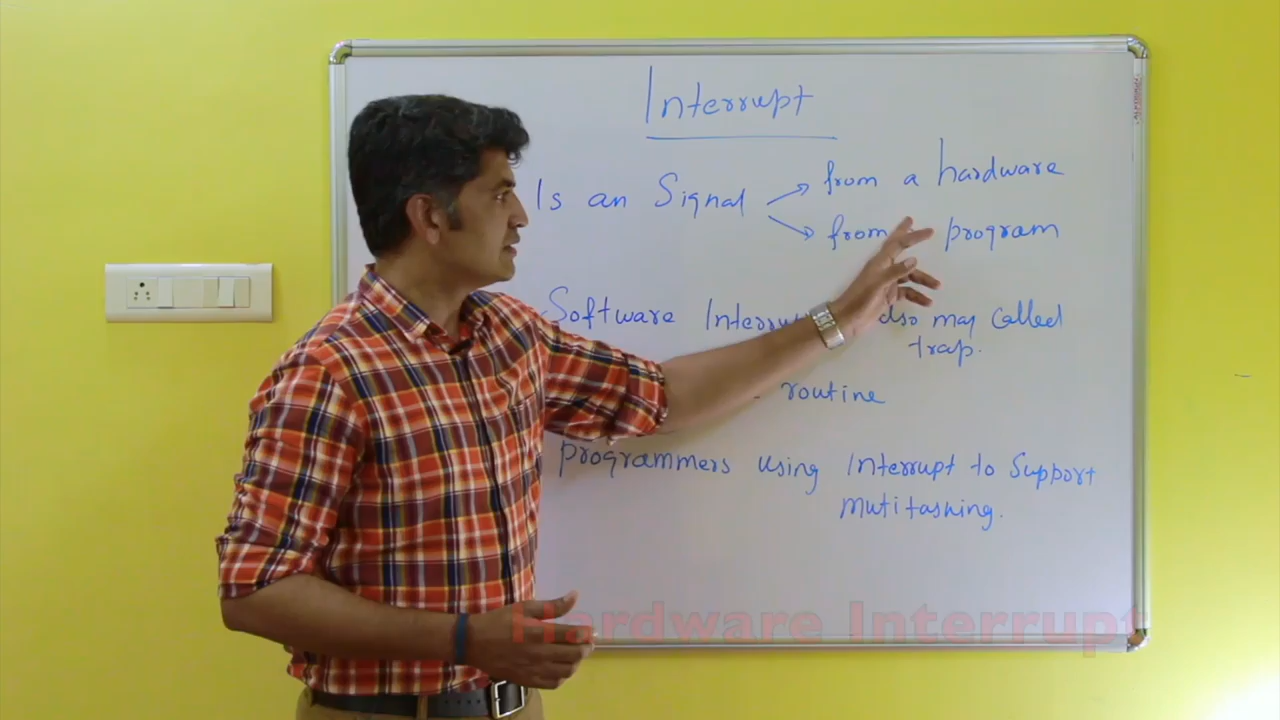 Interrupt
Is an Signal
from a hardware
from program
Software called
may
trap.
routine
programmers using Interrupt to Support
mutitasking.
Hardware Interrupt